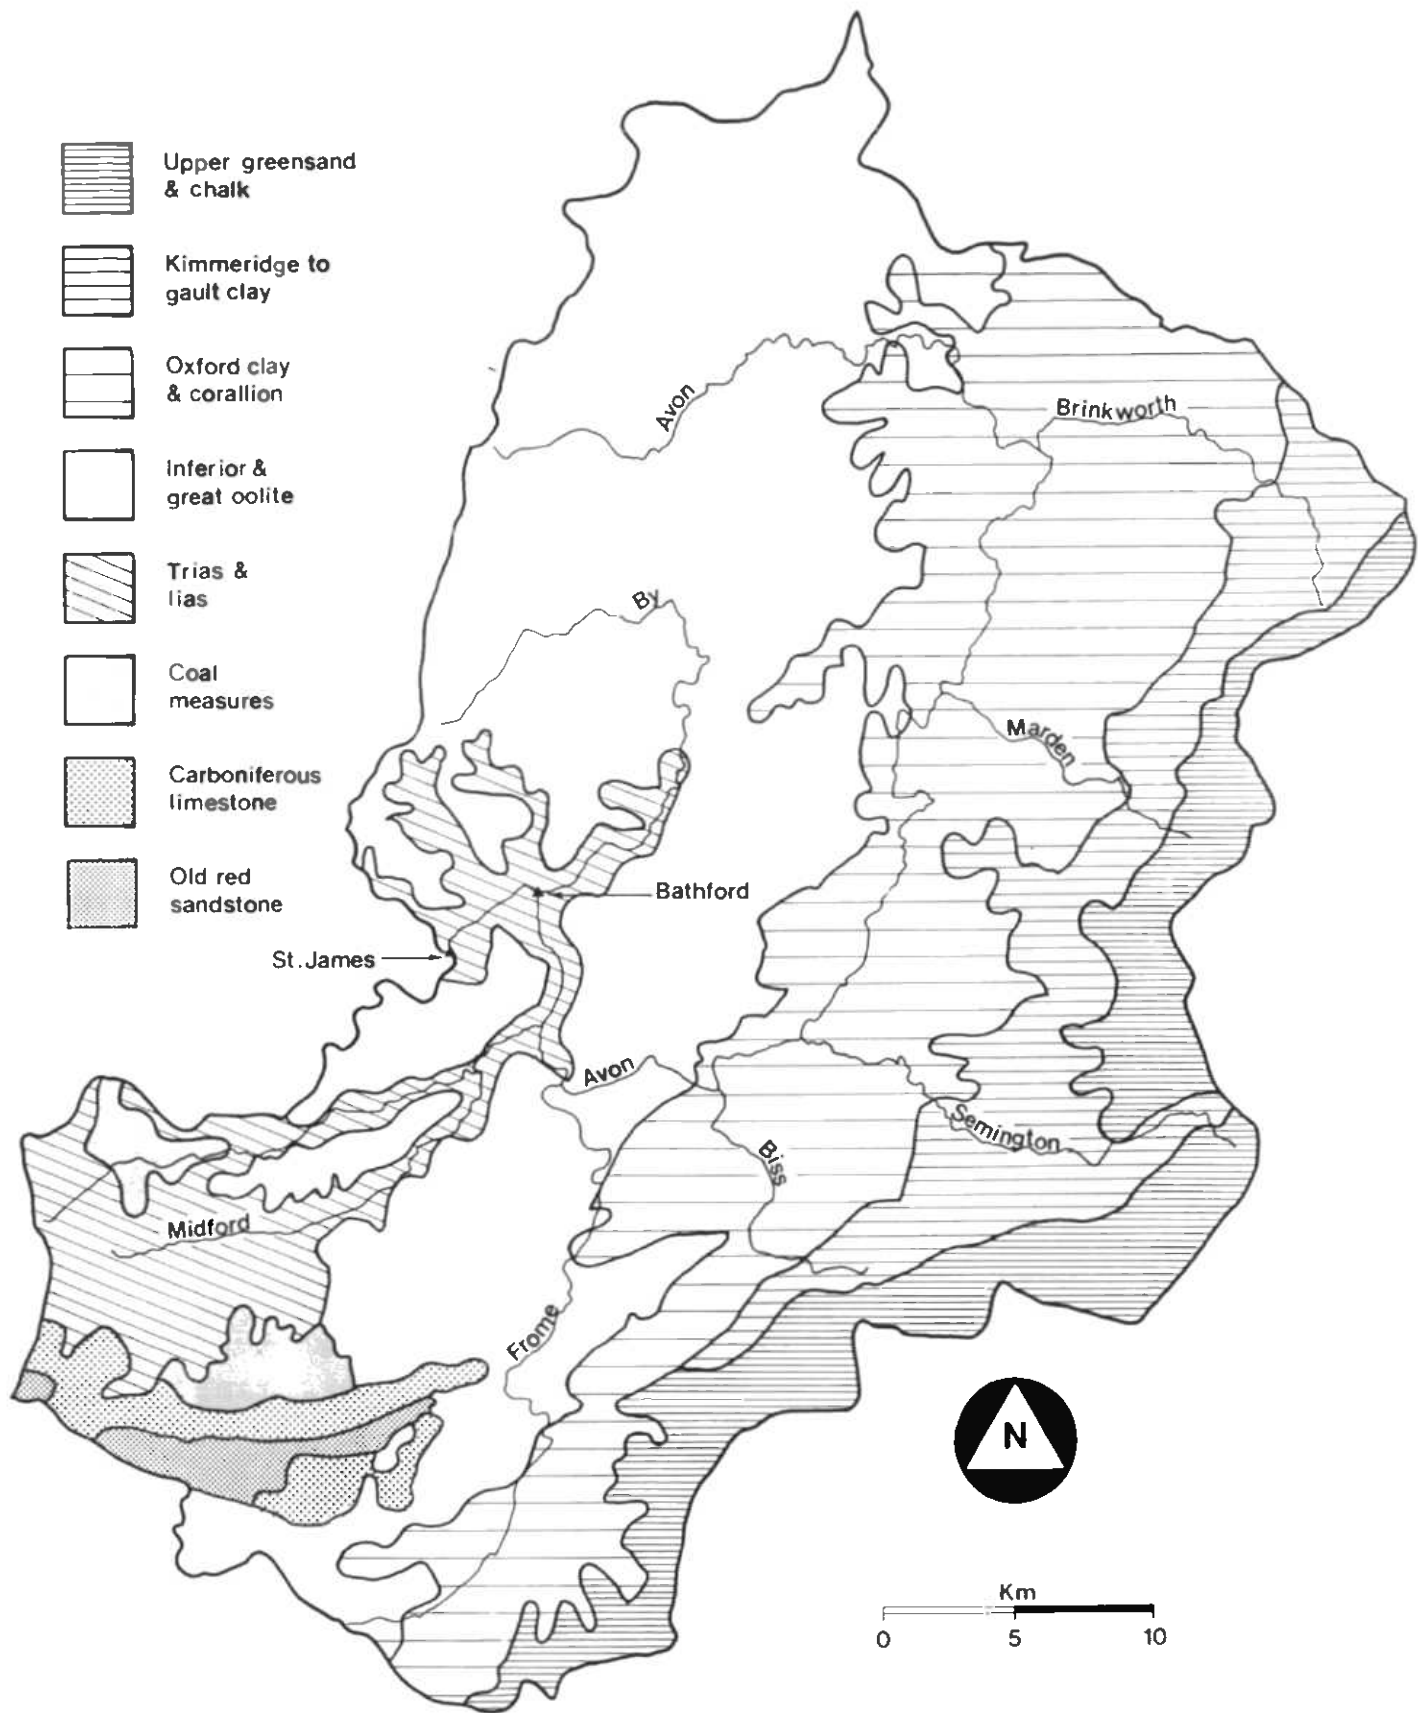 Upper greensand
& chalk
Kimmeridge to
gault clay
Oxford clay
& corallion
Inferior &
great oolite
Trias &
lias
Coal
measures
Carboniferous
limestone
Old red
sandstone
Avon
Brinkworth
By
Marden
Bathford
St. James
Avon
Semington
Biss
Midford
Frome
N
Km
0 5 10